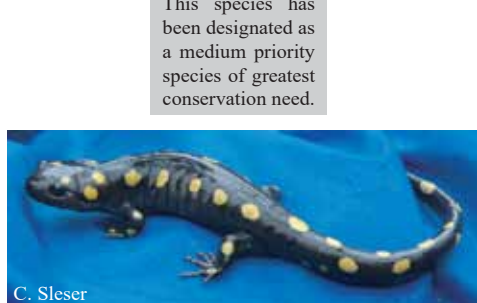 This species has
been designated as
a medium priority
species of greatest
conservation need.
C. Sleser